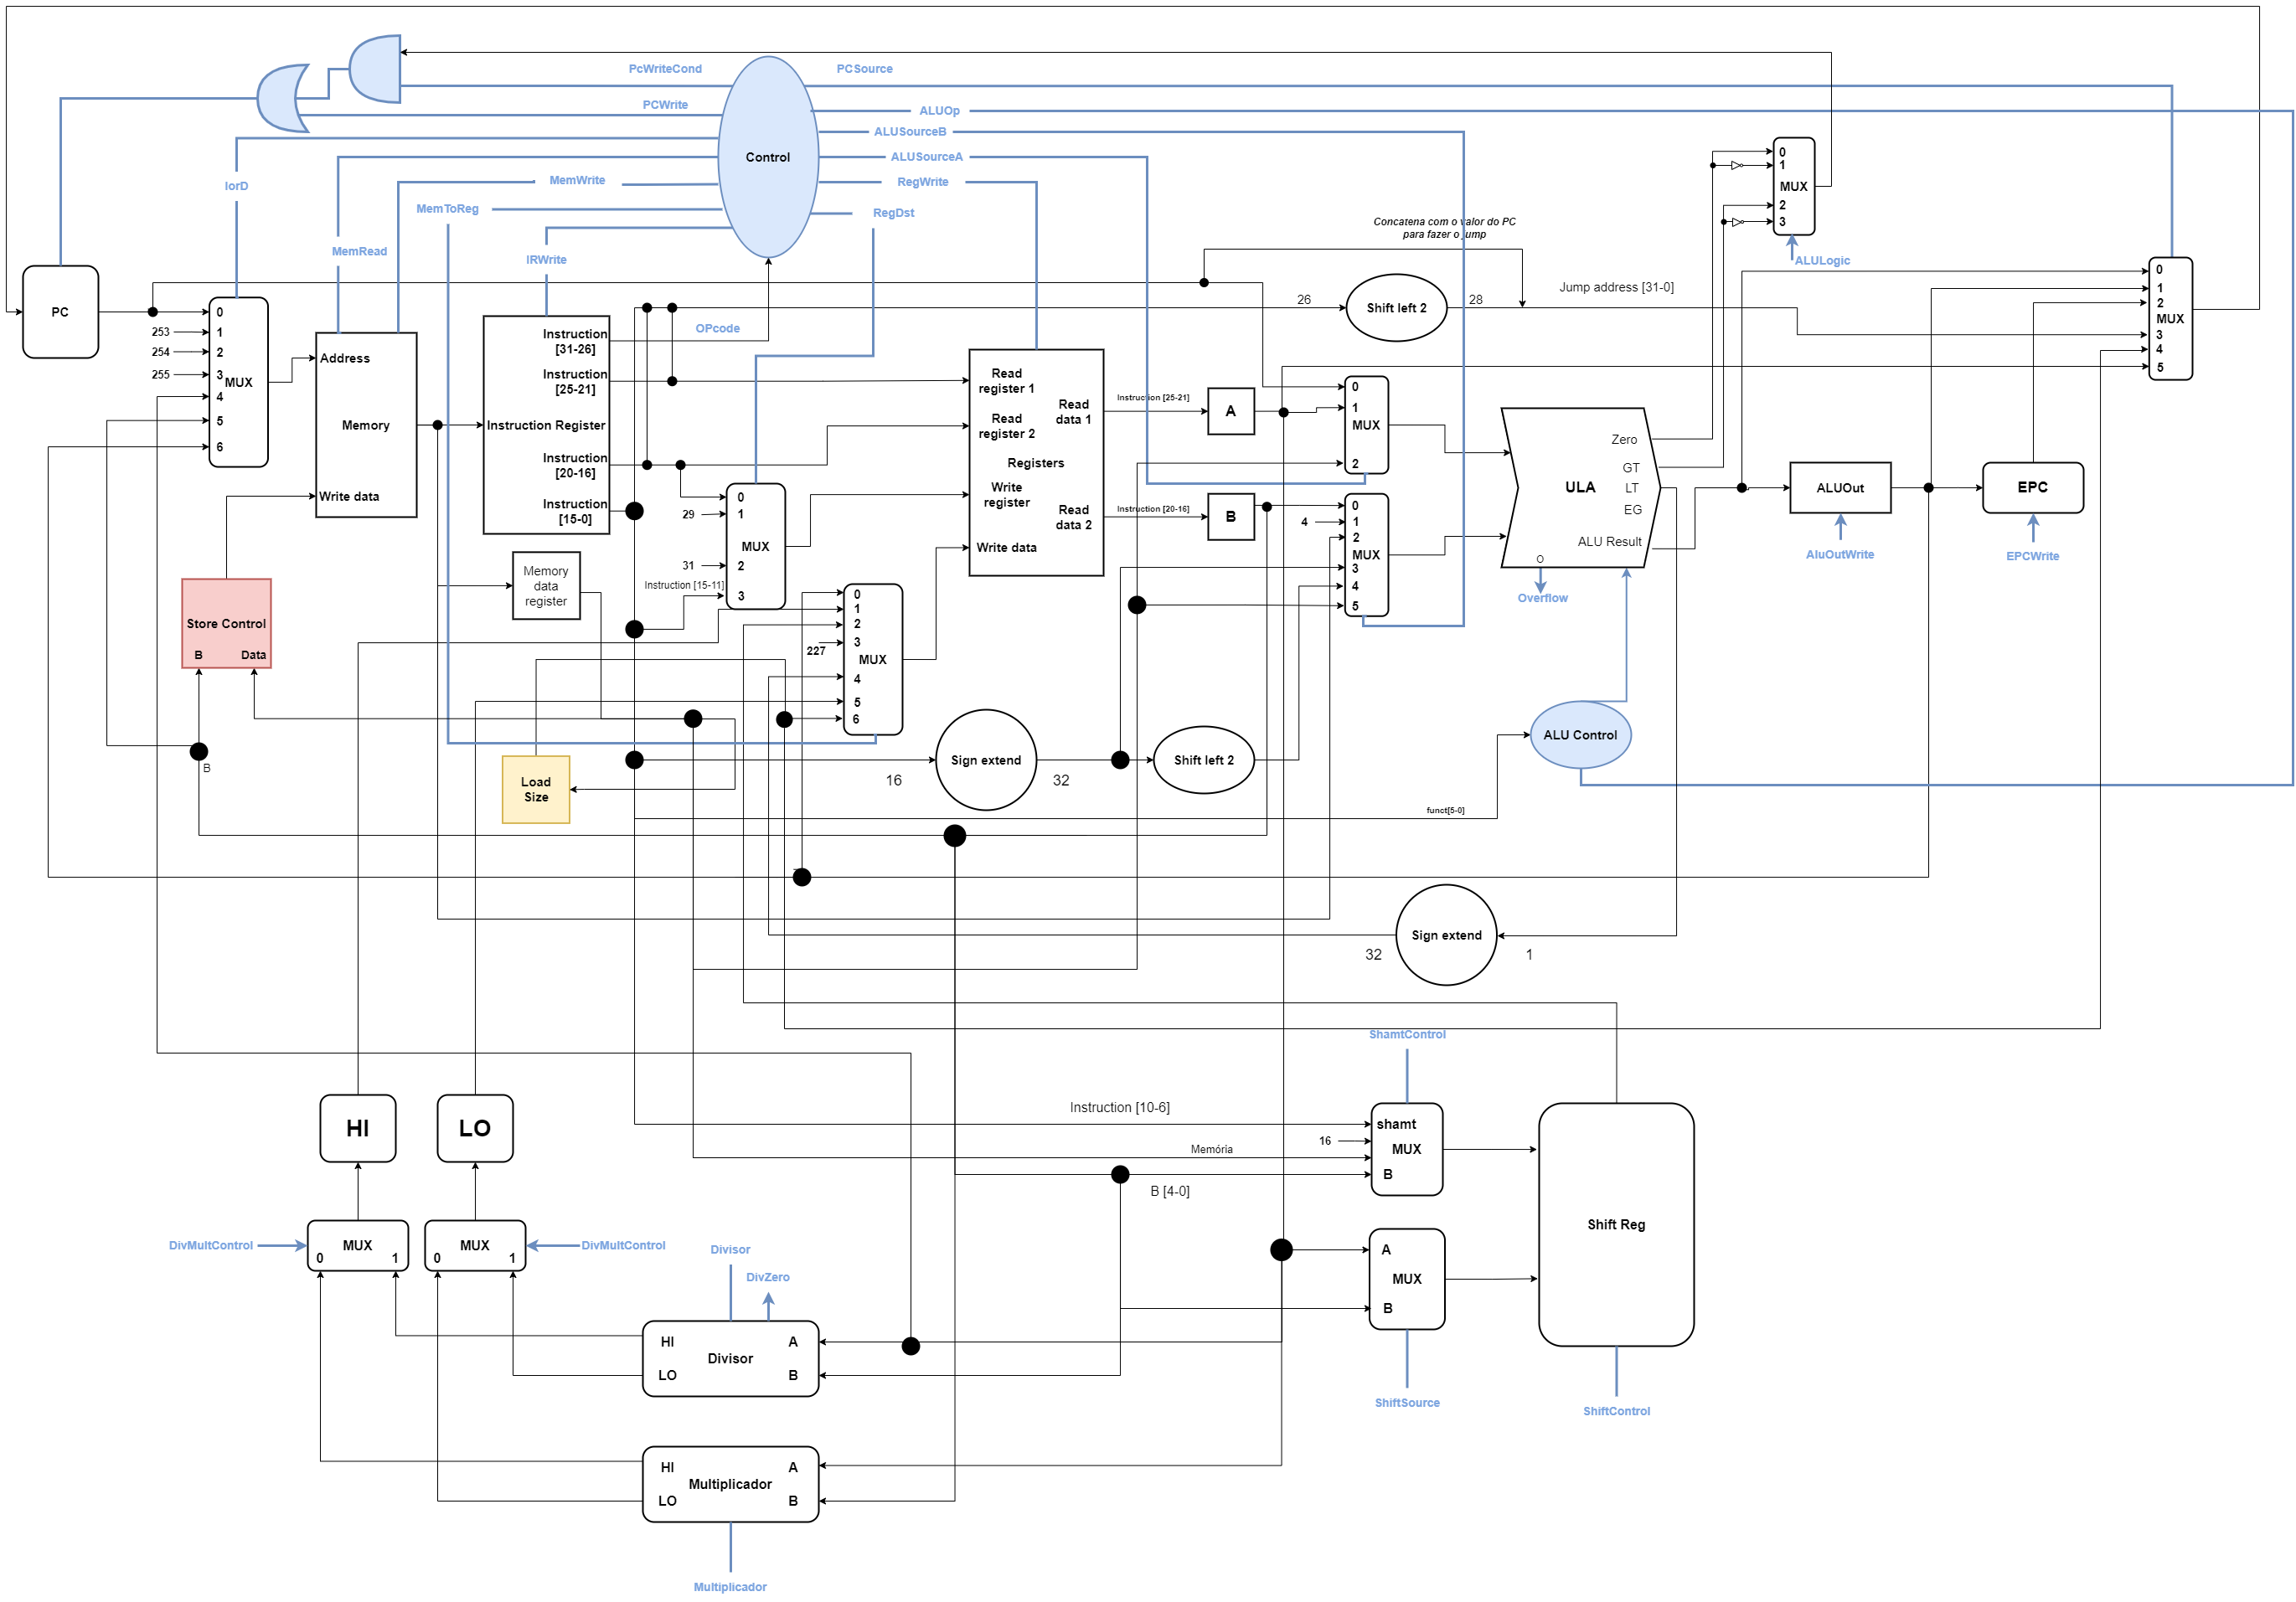 PcWriteCond
PCSource
PCWrite
ALUOp
ALUSourceB
Control
ALUSourceA
IorD
MemWrite
RegWrite
MemToReg
RegDst
MemRead
IRWrite
Concatena com o valor do PC
para fazer o jump
0
1
MUX
2
3
ALULogic
PC
0
253
1
254
2
255
3
MUX
4
5
6
Address
Memory
Write data
OPcode
Instruction
[31-26]
Instruction
[25-21]
Instruction Register
Instruction
[20-16]
Instruction
[15-0]
26
Shift left 2
28
Jump address [31-0]
0
1
2
MUX
3
4
5
Read
register 1
Read
data 1
Read
register 2
Registers
Write
register
Read
data 2
Write data
Instruction [25-21]
A
Instruction [20-16]
B
0
1
MUX
2
0
4
1
2
MUX
3
4
5
Zero
GT
ULA
LT
EG
ALU Result
O
Overflow
ALUOut
AluOutWrite
EPC
EPCWrite
0
29
1
MUX
31
2
Instruction [15-11]
3
Memory
data
register
Store Control
B
Data
0
1
2
3
227
MUX
4
5
6
B
Load
Size
16
Sign extend
32
Shift left 2
ALU Control
funct[5-0]
32
Sign extend
1
ShamtControl
HI
LO
Instruction [10-6]
shamt
16
MUX
Memória
B
B [4-0]
Shift Reg
DivMultControl
MUX
0
1
MUX
0
1
DivMultControl
Divisor
DivZero
A
MUX
B
HI
A
Divisor
LO
B
ShiftSource
ShiftControl
HI
A
Multiplicador
LO
B
Multiplicador